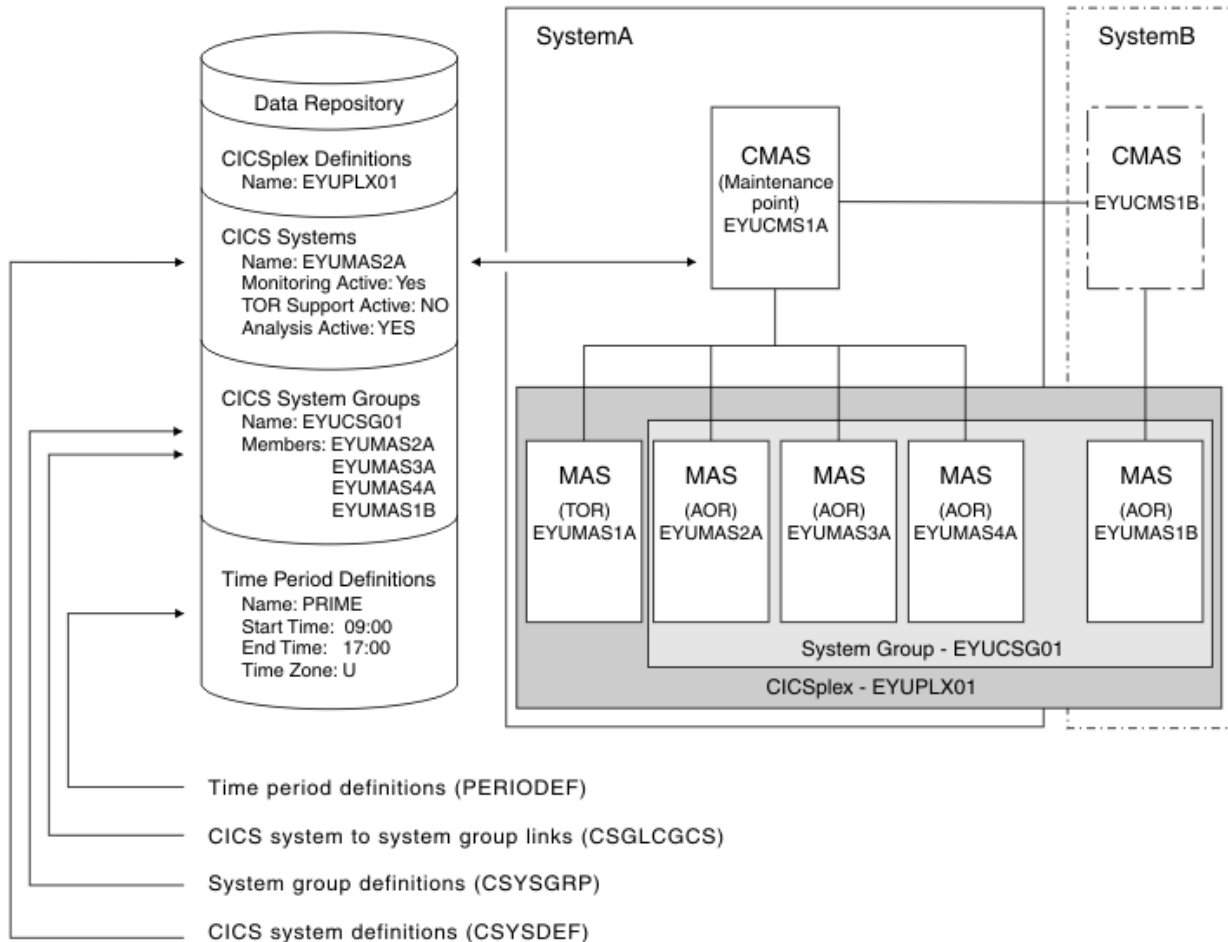 Data Repository
CICSplex Definitions
Name: EYUPLX01
CICS Systems
Name: EYUMAS2A
Monitoring Active: Yes
TOR Support Active: NO
Analysis Active: YES
CICS System Groups
Name: EYUCSG01
Members: EYUMAS2A
EYUMAS3A
EYUMAS4A
EYUMAS1B
Time Period Definitions
Name: PRIME
Start Time: 09:00
End Time: 17:00
Time Zone: U
SystemA
CMAS
(Maintenance
point)
EYUCMS1A
SystemB
CMAS
EYUCMS1B
MAS
(TOR)
EYUMAS1A
MAS
(AOR)
EYUMAS2A
MAS
(AOR)
EYUMAS3A
MAS
(AOR)
EYUMAS4A
MAS
(AOR)
EYUMAS1B
System Group - EYUCSG01
CICSplex - EYUPLX01
Time period definitions (PERIODEF)
CICS system to system group links (CSGLCGCS)
System group definitions (CSYSGRP)
CICS system definitions (CSYSDEF)